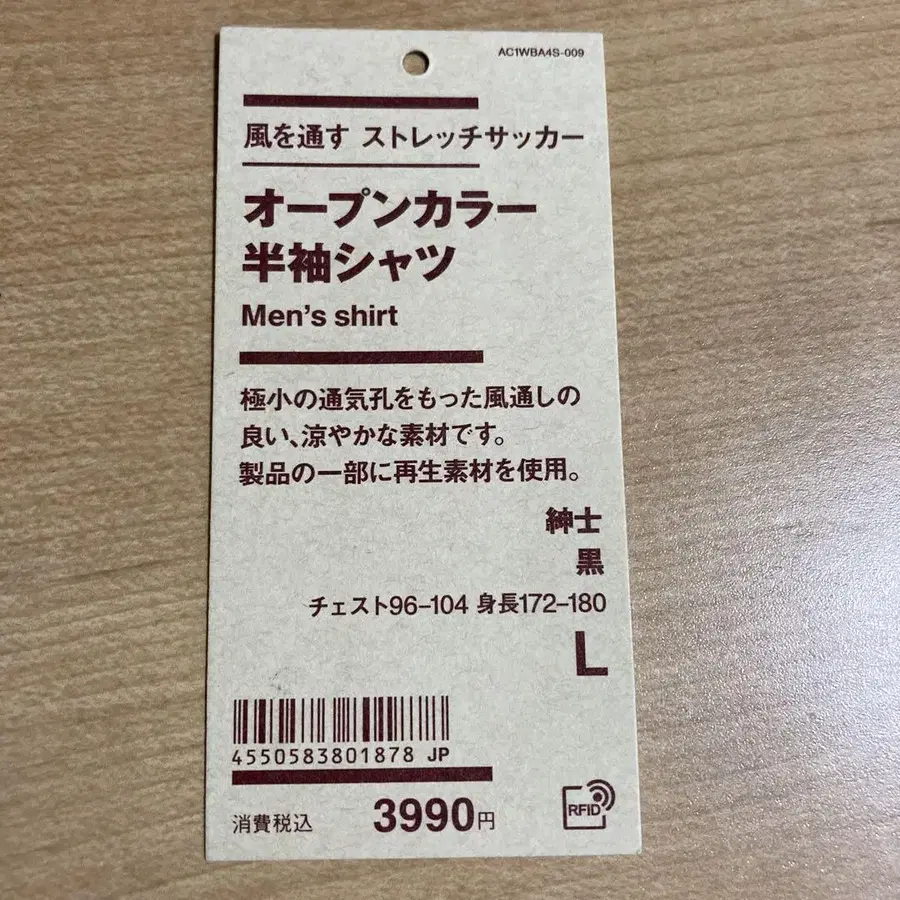 AC1WBA4S-009
風を通す ストレッチサッカー
オープンカラー
半袖シャツ
Men's shirt
極小の通気孔をもった風通しの
良い、涼やかな素材です。
製品の一部に再生素材を使用。
紳士
黒
チェスト96-104 身長172-180
L
4550583801878 JP
消費税込 3990円
RFID